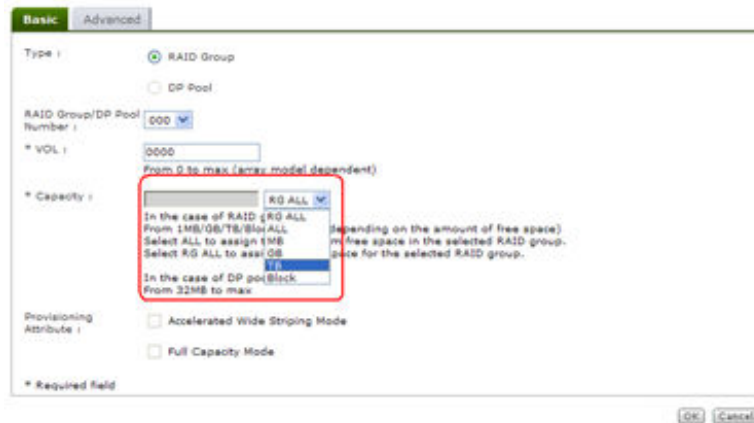 Basic Advanced
Type :
RAID Group
DP Pool
RAID Group/DP Pool
Number :
000
* VOL :
0000
From 0 to max (array model dependent)
* Capacity :
RG ALL
In the case of RAID g
RG ALL
From 1MB/GB/TB/Blo
ALL
depending on the amount of free space)
Select ALL to assign
MB
m free space in the selected RAID group.
Select RG ALL to assi
GB
pace for the selected RAID group.
TB
In the case of DP poo
Block
From 32MB to max
Provisioning
Attribute :
Accelerated Wide Striping Mode
Full Capacity Mode
* Required field
OK Cancel